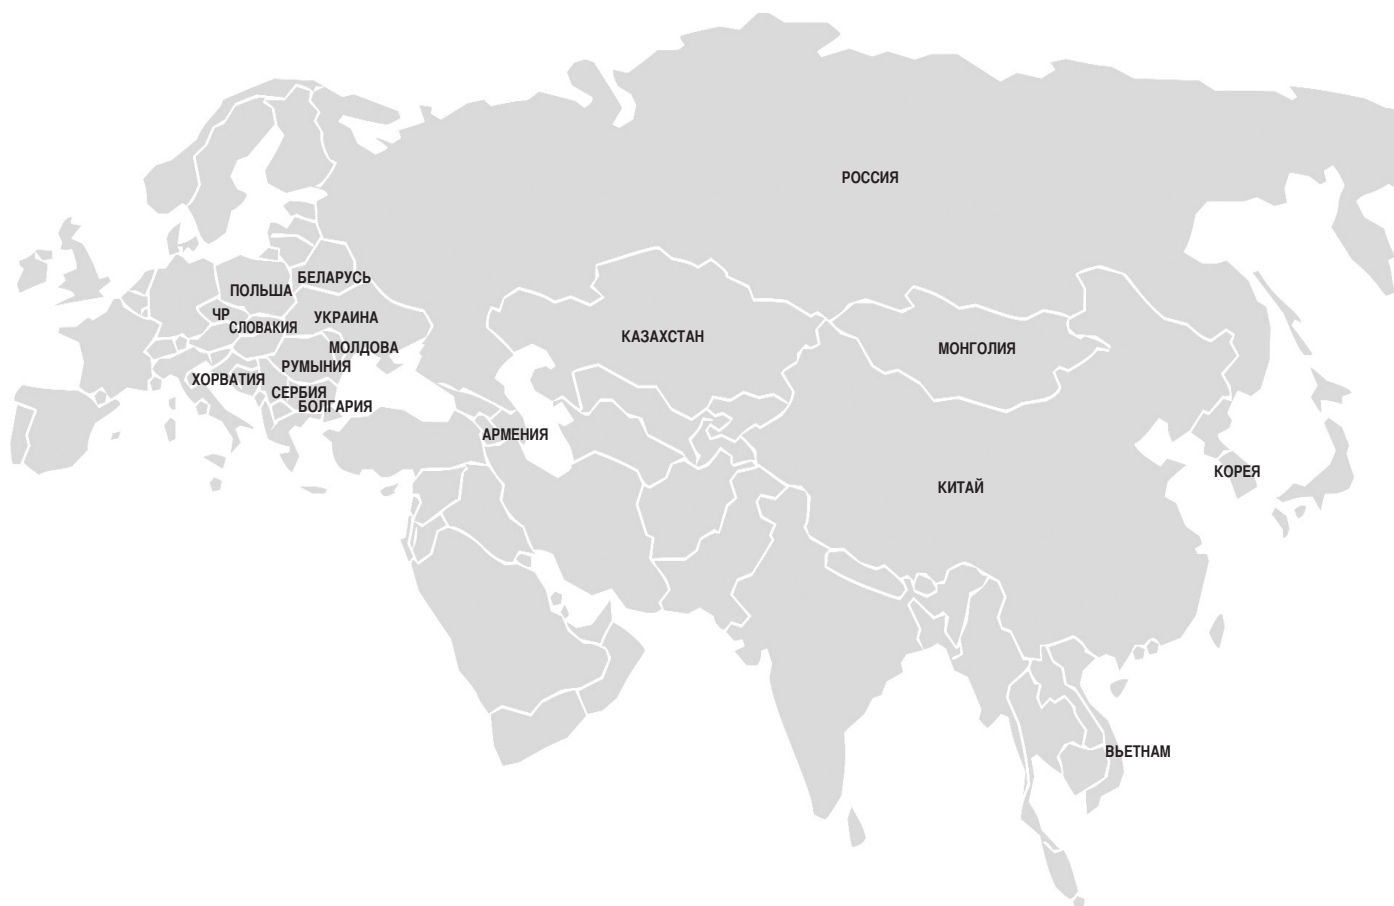 РОССИЯ
БЕЛАРУСЬ
ПОЛЬША
ЧР
УКРАИНА
СЛОВАКИЯ
КАЗАХСТАН
МОЛДОВА
МОНГОЛИЯ
РУМЫНИЯ
ХОРВАТИЯ
СЕРБИЯ
БОЛГАРИЯ
АРМЕНИЯ
КОРЕЯ
КИТАЙ
ВЬЕТНАМ